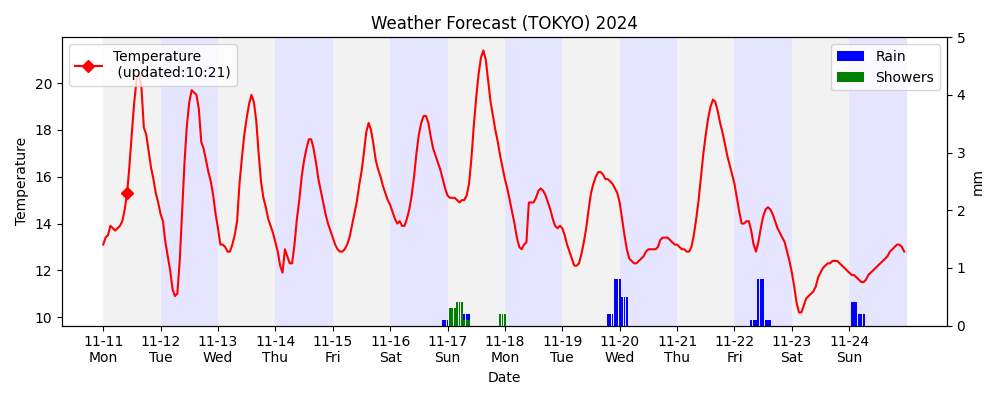 Weather Forecast (TOKYO) 2024
Temperature
(updated:10:21)
Rain
Showers
Temperature
20
18
16
14
12
10
5
4
3
2
1
0
mm
11-11 11-12 11-13 11-14 11-15 11-16 11-17 11-18 11-19 11-20 11-21 11-22 11-23 11-24
Mon Tue Wed Thu Fri Sat Sun Mon Tue Wed Thu Fri Sat Sun
Date